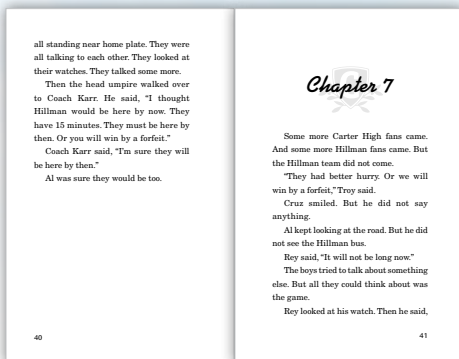 all standing near home plate. They were
all talking to each other. They looked at
their watches. They talked some more.
Then the head umpire walked over
to Coach Karr. He said, “I thought
Hillman would be here by now. They
have 15 minutes. They must be here by
then. Or you will win by a forfeit.”
Coach Karr said, “I’m sure they will
be here by then.”
Al was sure they would be too.
40
Chapter 7
Some more Carter High fans came.
And some more Hillman fans came. But
the Hillman team did not come.
“They had better hurry. Or we will
win by a forfeit,” Troy said.
Cruz smiled. But he did not say
anything.
Al kept looking at the road. But he did
not see the Hillman bus.
Rey said, “It will not be long now.”
The boys tried to talk about something
else. But all they could think about was
the game.
Rey looked at his watch. Then he said,
41